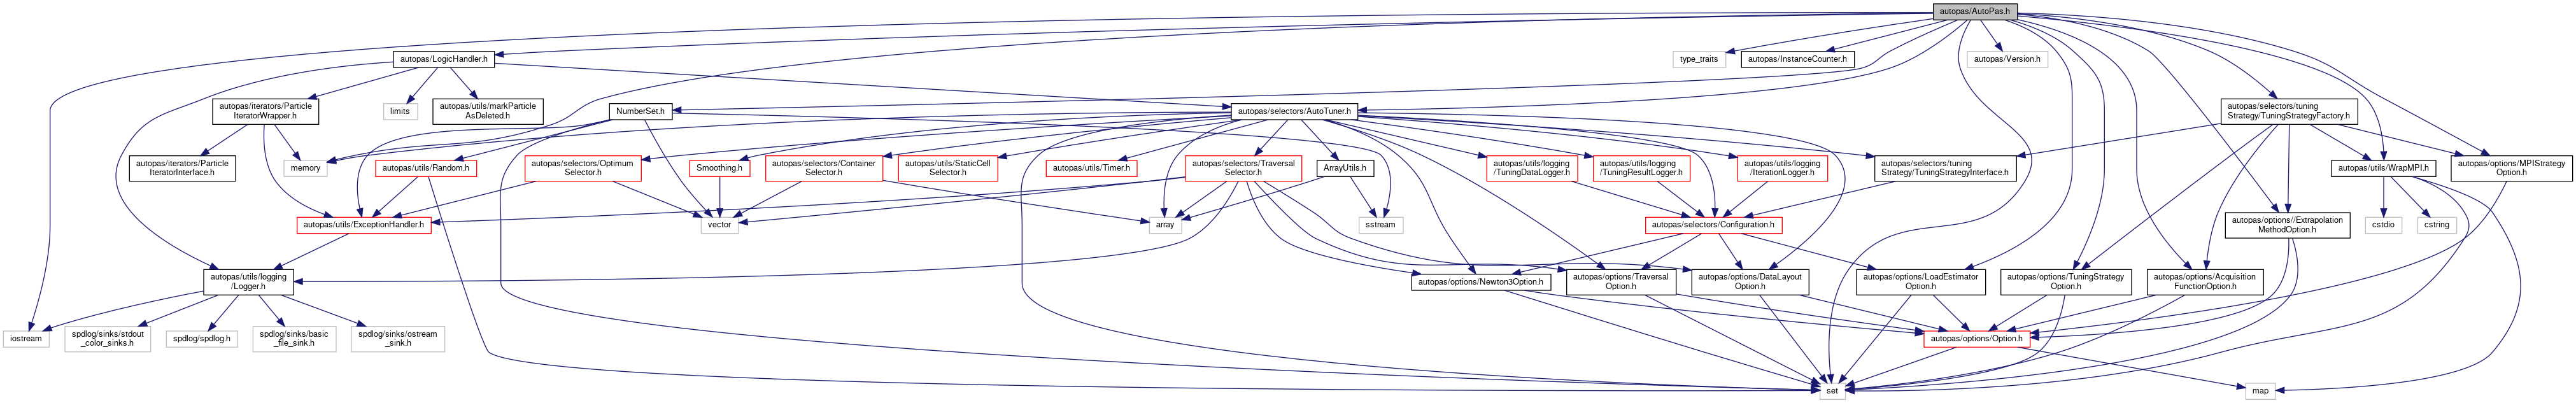 autopas/AutoPas.h
autopas/LogicHandler.h
type_traits
autopas/InstanceCounter.h
autopas/Version.h
autopas/iterators/Particle
IteratorWrapper.h
limits
autopas/utils/markParticle
AsDeleted.h
NumberSet.h
autopas/selectors/AutoTuner.h
autopas/selectors/tuning
Strategy/TuningStrategyFactory.h
autopas/iterators/Particle
IteratorInterface.h
memory
autopas/utils/Random.h
autopas/selectors/Optimum
Selector.h
Smoothing.h
autopas/selectors/Container
Selector.h
autopas/utils/StaticCell
Selector.h
autopas/utils/Timer.h
autopas/selectors/Traversal
Selector.h
ArrayUtils.h
autopas/utils/logging
/TuningDataLogger.h
autopas/utils/logging
/TuningResultLogger.h
autopas/utils/logging
/IterationLogger.h
autopas/selectors/tuning
Strategy/TuningStrategyInterface.h
autopas/utils/WrapMPI.h
autopas/options/MPIStrategy
Option.h
autopas/utils/ExceptionHandler.h
vector
array
sstream
autopas/selectors/Configuration.h
autopas/options//Extrapolation
MethodOption.h
cstdio
cstring
autopas/utils/logging
/Logger.h
autopas/options/Newton3Option.h
autopas/options/Traversal
Option.h
autopas/options/DataLayout
Option.h
autopas/options/LoadEstimator
Option.h
autopas/options/TuningStrategy
Option.h
autopas/options/Acquisition
FunctionOption.h
iostream
spdlog/sinks/stdout
_color_sinks.h
spdlog/spdlog.h
spdlog/sinks/basic
_file_sink.h
spdlog/sinks/ostream
_sink.h
autopas/options/Option.h
set
map